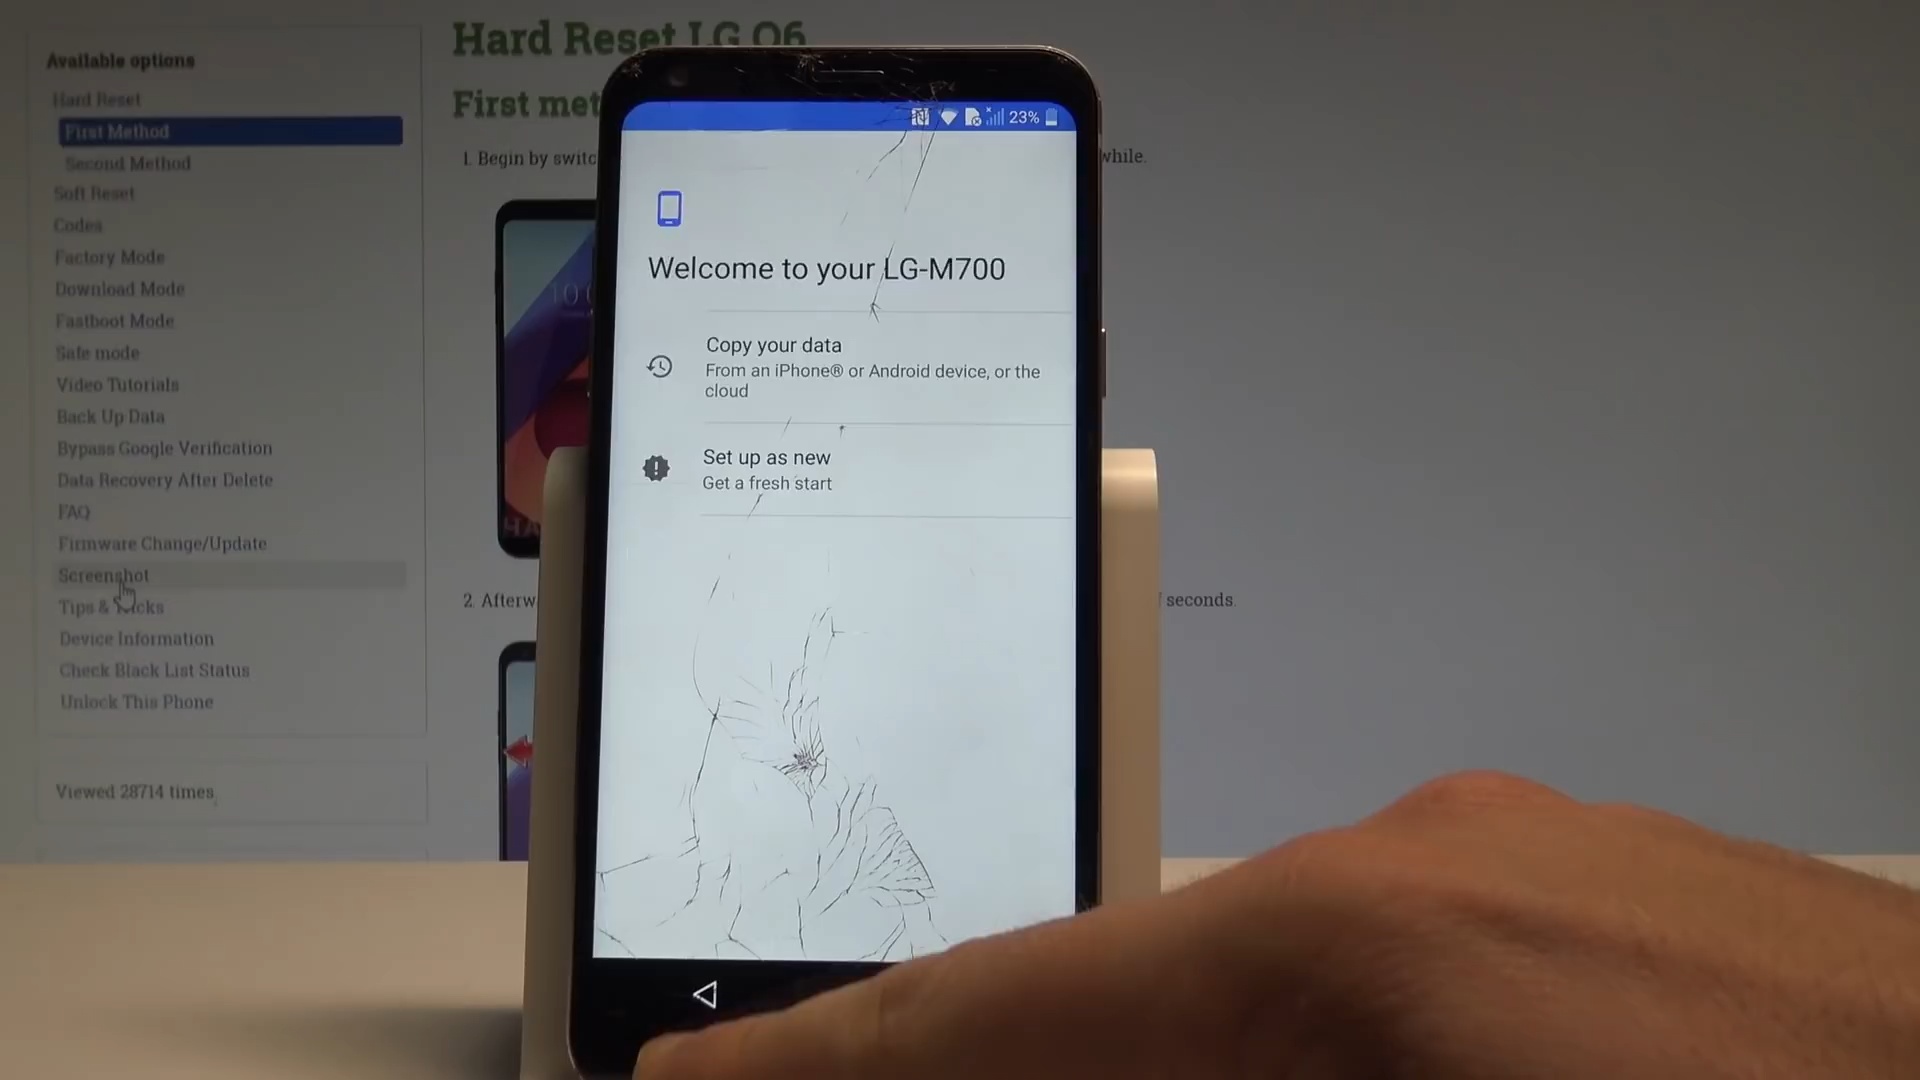 Available options
Hard Reset
First Method
Second Method
Soft Reset
Codes
Factory Mode
Download Mode
Fastboot Mode
Safe mode
Video Tutorials
Back Up Data
Bypass Google Verification
Data Recovery After Delete
FAQ
Firmware Change/Update
Screenshot
Tips &
Device Information
Check Black List Status
Unlock This Phone
Viewed 28714 times
Hard Reset LG Q6
First
1. Begin by while.
2. seconds.
23%
Welcome to your LG-M700
Copy your data
From an iPhone® or Android device, or the
cloud
Set up as new
Get a fresh start